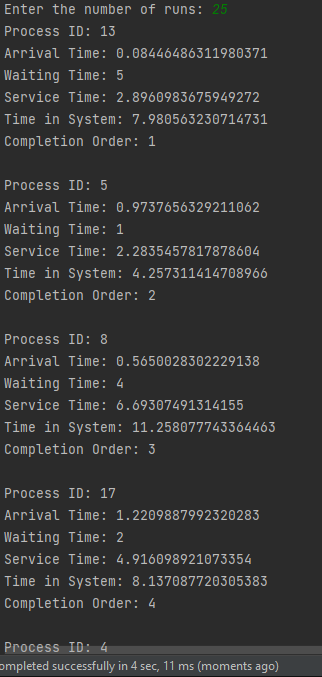 Enter the number of runs: 25
Process ID: 13
Arrival Time: 0.08446486311980371
Waiting Time: 5
Service Time: 2.8960983675949272
Time in System: 7.980563230714731
Completion Order: 1
Process ID: 5
Arrival Time: 0.9737656329211062
Waiting Time: 1
Service Time: 2.2835457817878604
Time in System: 4.257311414708966
Completion Order: 2
Process ID: 8
Arrival Time: 0.5650028302229138
Waiting Time: 4
Service Time: 6.69307491314155
Time in System: 11.258077743364463
Completion Order: 3
Process ID: 17
Arrival Time: 1.2209887992320283
Waiting Time: 2
Service Time: 4.916098921073354
Time in System: 8.137087720305383
Completion Order: 4
Process ID: 4
ompleted successfully in 4 sec, 11 ms (moments ago)